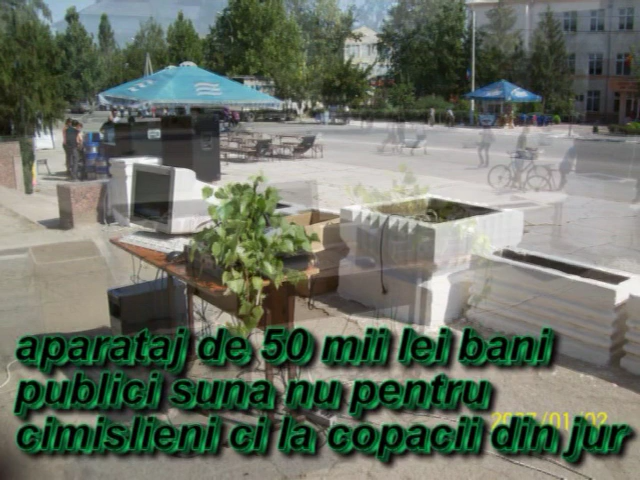 aparataj de 50 mii lei bani
publici suna nu pentru
cimislieni ci la copacii din jur